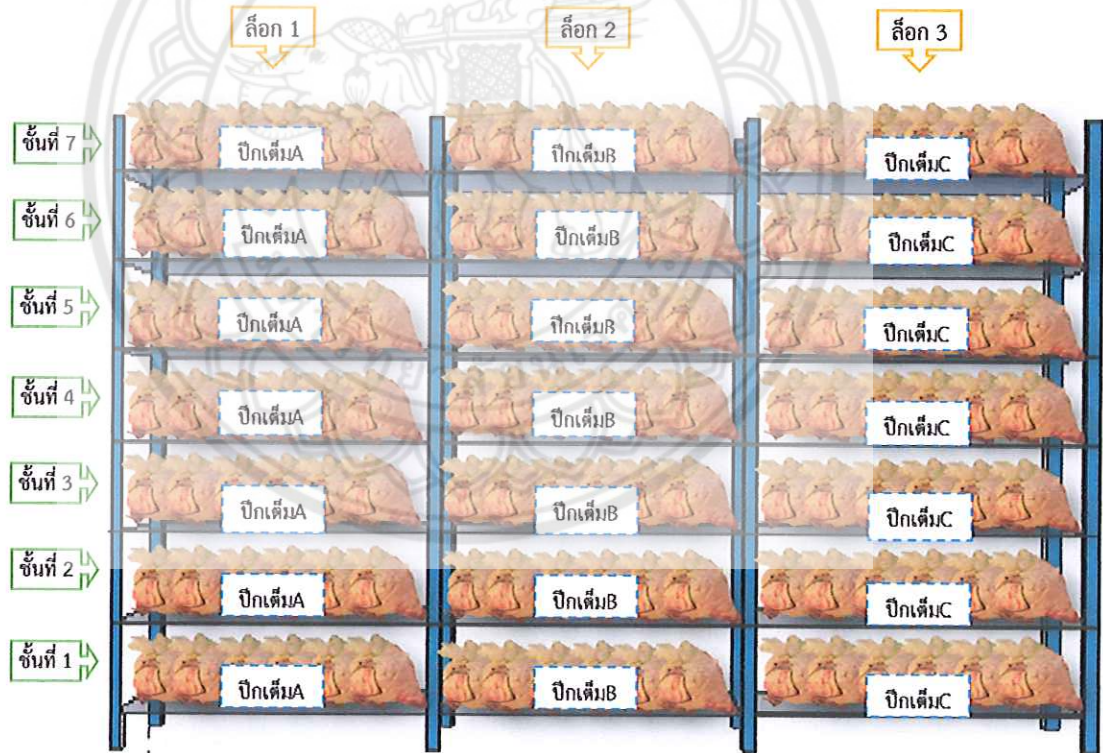 ล็อก 1 ล็อก 2 ล็อก 3
ชั้นที่ 7 ปีกเต็มA ปีกเต็มB ปีกเต็มC
ชั้นที่ 6 ปีกเต็มA ปีกเต็มB ปีกเต็มC
ชั้นที่ 5 ปีกเต็มA ปีกเต็มB ปีกเต็มC
ชั้นที่ 4 ปีกเต็มA ปีกเต็มB ปีกเต็มC
ชั้นที่ 3 ปีกเต็มA ปีกเต็มB ปีกเต็มC
ชั้นที่ 2 ปีกเต็มA ปีกเต็มB ปีกเต็มC
ชั้นที่ 1 ปีกเต็มA ปีกเต็มB ปีกเต็มC